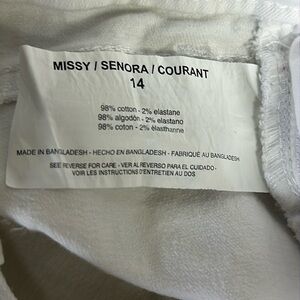 MISSY / SENORA / COURANT
14
98% cotton - 2% elastane
98% algodón - 2% elastano
98% coton - 2% élasthanne
MADE IN BANGLADESH - HECHO EN BANGLADESH - FABRIQUÉ AU BANGLADESH
SEE REVERSE FOR CARE - VER AL REVERSO PARA EL CUIDADO -
VOIR LES INSTRUCTIONS D'ENTRETIEN AU DOS